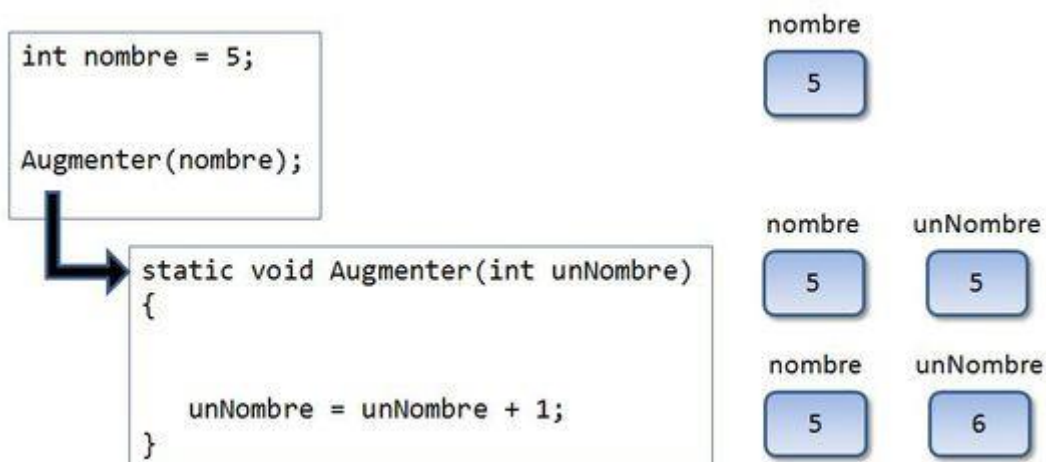 nombre
int nombre = 5;
5
Augmenter(nombre);
nombre unNombre
static void Augmenter(int unNombre)
{
5 5
nombre unNombre
unNombre = unNombre + 1;
5 6
}